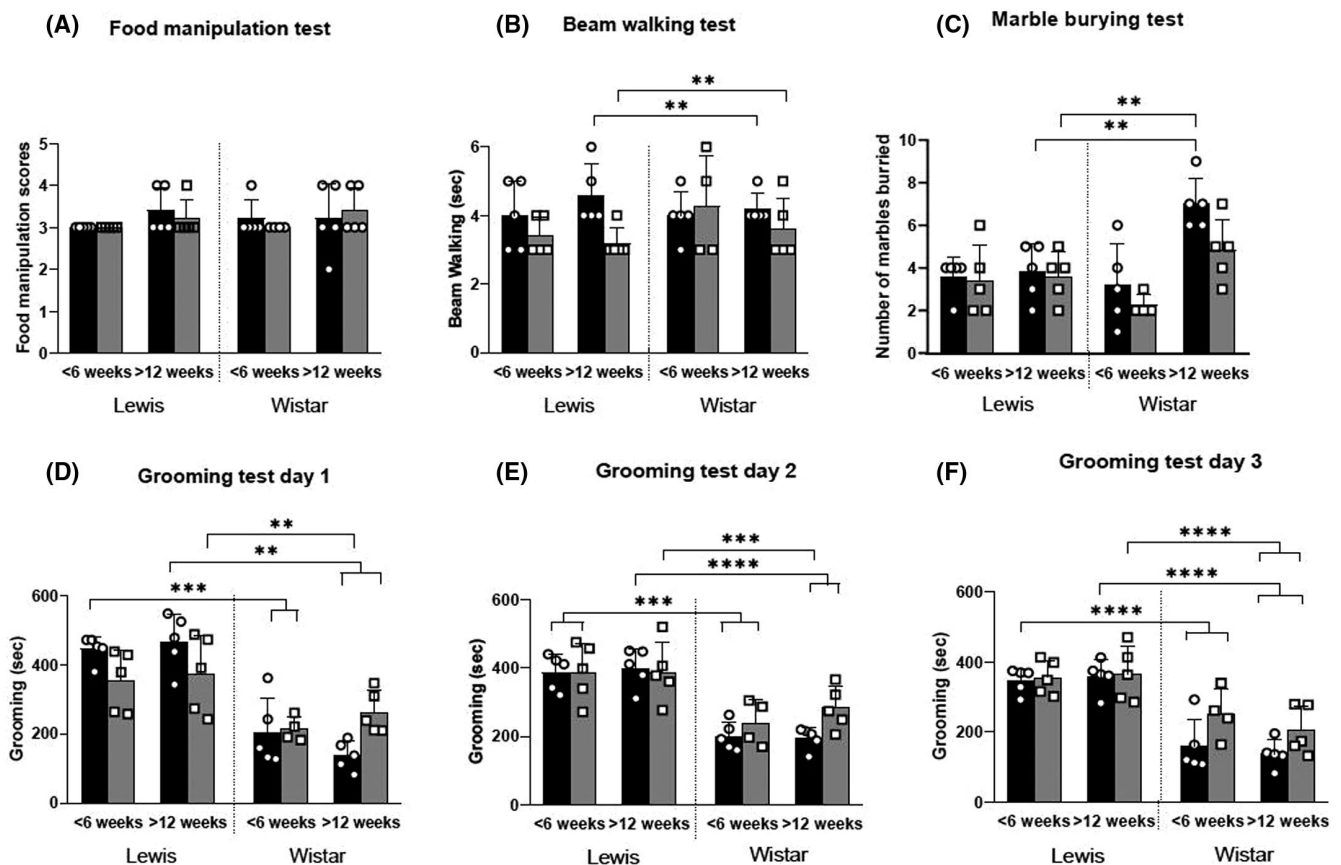 (A) Food manipulation test
Food manipulation scores
5
4
3
2
1
0
<6 weeks >12 weeks <6 weeks >12 weeks
Lewis Wistar
(B) Beam walking test
**
**
Beam Walking (sec)
6
4
2
0
<6 weeks >12 weeks <6 weeks >12 weeks
Lewis Wistar
(C) Marble burying test
**
**
Number of marbles burried
10
8
6
4
2
0
<6 weeks >12 weeks <6 weeks >12 weeks
Lewis Wistar
(D) Grooming test day 1
**
**
***
Grooming (sec)
600
400
200
0
<6 weeks >12 weeks <6 weeks >12 weeks
Lewis Wistar
(E) Grooming test day 2
***
****
***
Grooming (sec)
600
400
200
0
<6 weeks >12 weeks <6 weeks >12 weeks
Lewis Wistar
(F) Grooming test day 3
****
****
****
Grooming (sec)
600
400
200
0
<6 weeks >12 weeks <6 weeks >12 weeks
Lewis Wistar